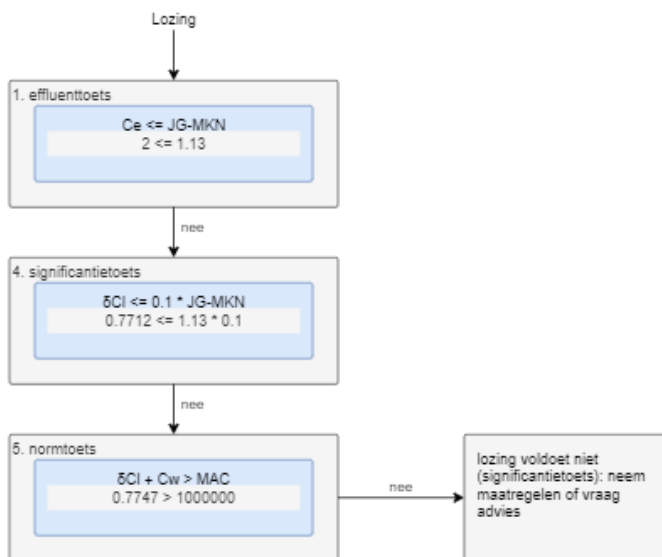 Lozing
1. effluenttoets
Ce <= JG-MKN
2 <= 1.13
nee
4. significantietoets
δCl <= 0.1 * JG-MKN
0.7712 <= 1.13 * 0.1
nee
5. normtoets
δCl + Cw > MAC
0.7747 > 1000000
nee
lozing voldoet niet
(significantietoets): neem
maatregelen of vraag
advies